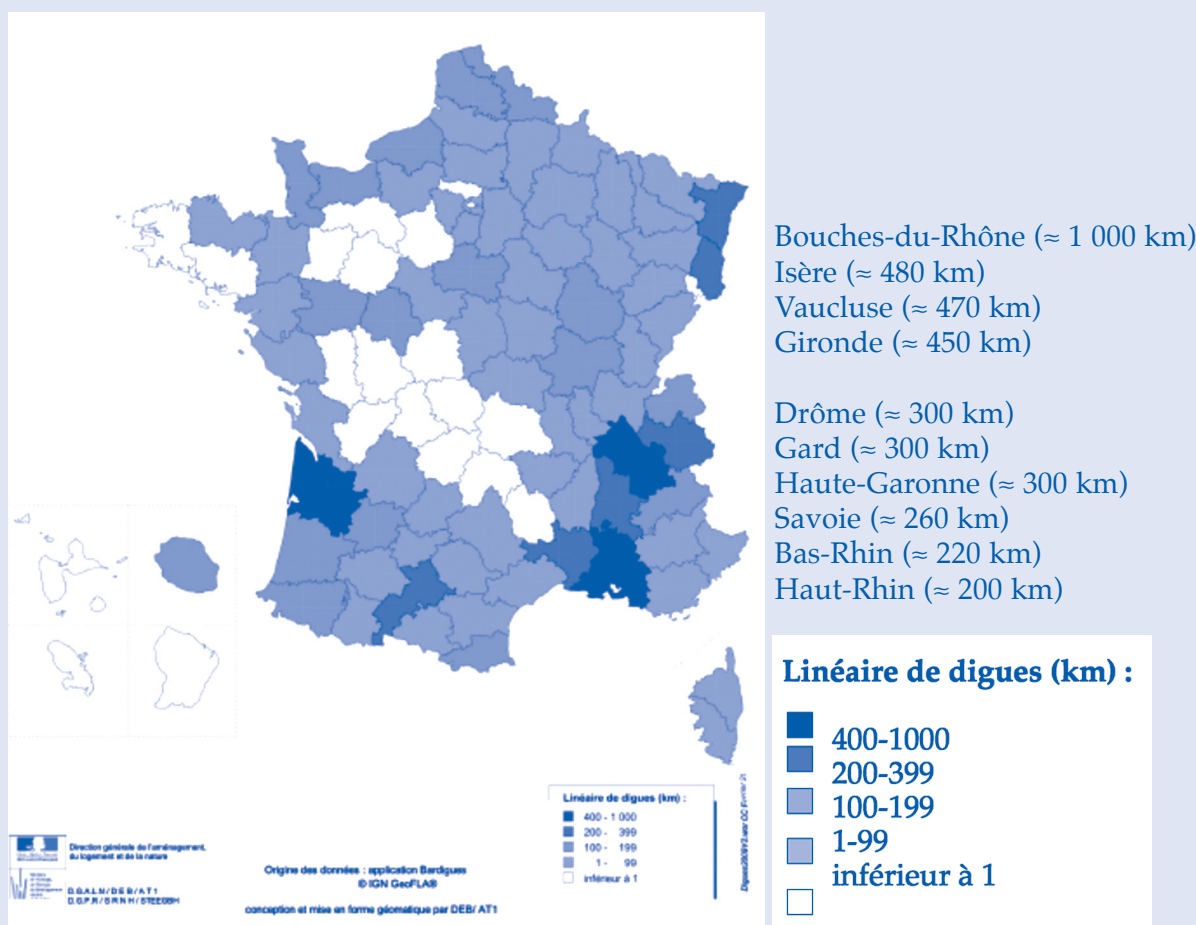 Bouches-du-Rhône (≈ 1 000 km)
Isère (≈ 480 km)
Vaucluse (≈ 470 km)
Gironde (≈ 450 km)
Drôme (≈ 300 km)
Gard (≈ 300 km)
Haute-Garonne (≈ 300 km)
Savoie (≈ 260 km)
Bas-Rhin (≈ 220 km)
Haut-Rhin (≈ 200 km)
Linéaire de digues (km) :
400-1000
200-399
100-199
1-99
inférieur à 1
Linéaire de digues (km) :
400 - 1 000
200 - 399
100 - 199
1 - 99
inférieur à 1
Direction générale de l'aménagement,
du logement et de la nature
D.G.A.L.N / D E B / A T 1
D.G.P.R / S R N H / STEEGBH
Origine des données : application Bardigues
© IGN GeoFLA®
conception et mise en forme géomatique par DEB/ AT1